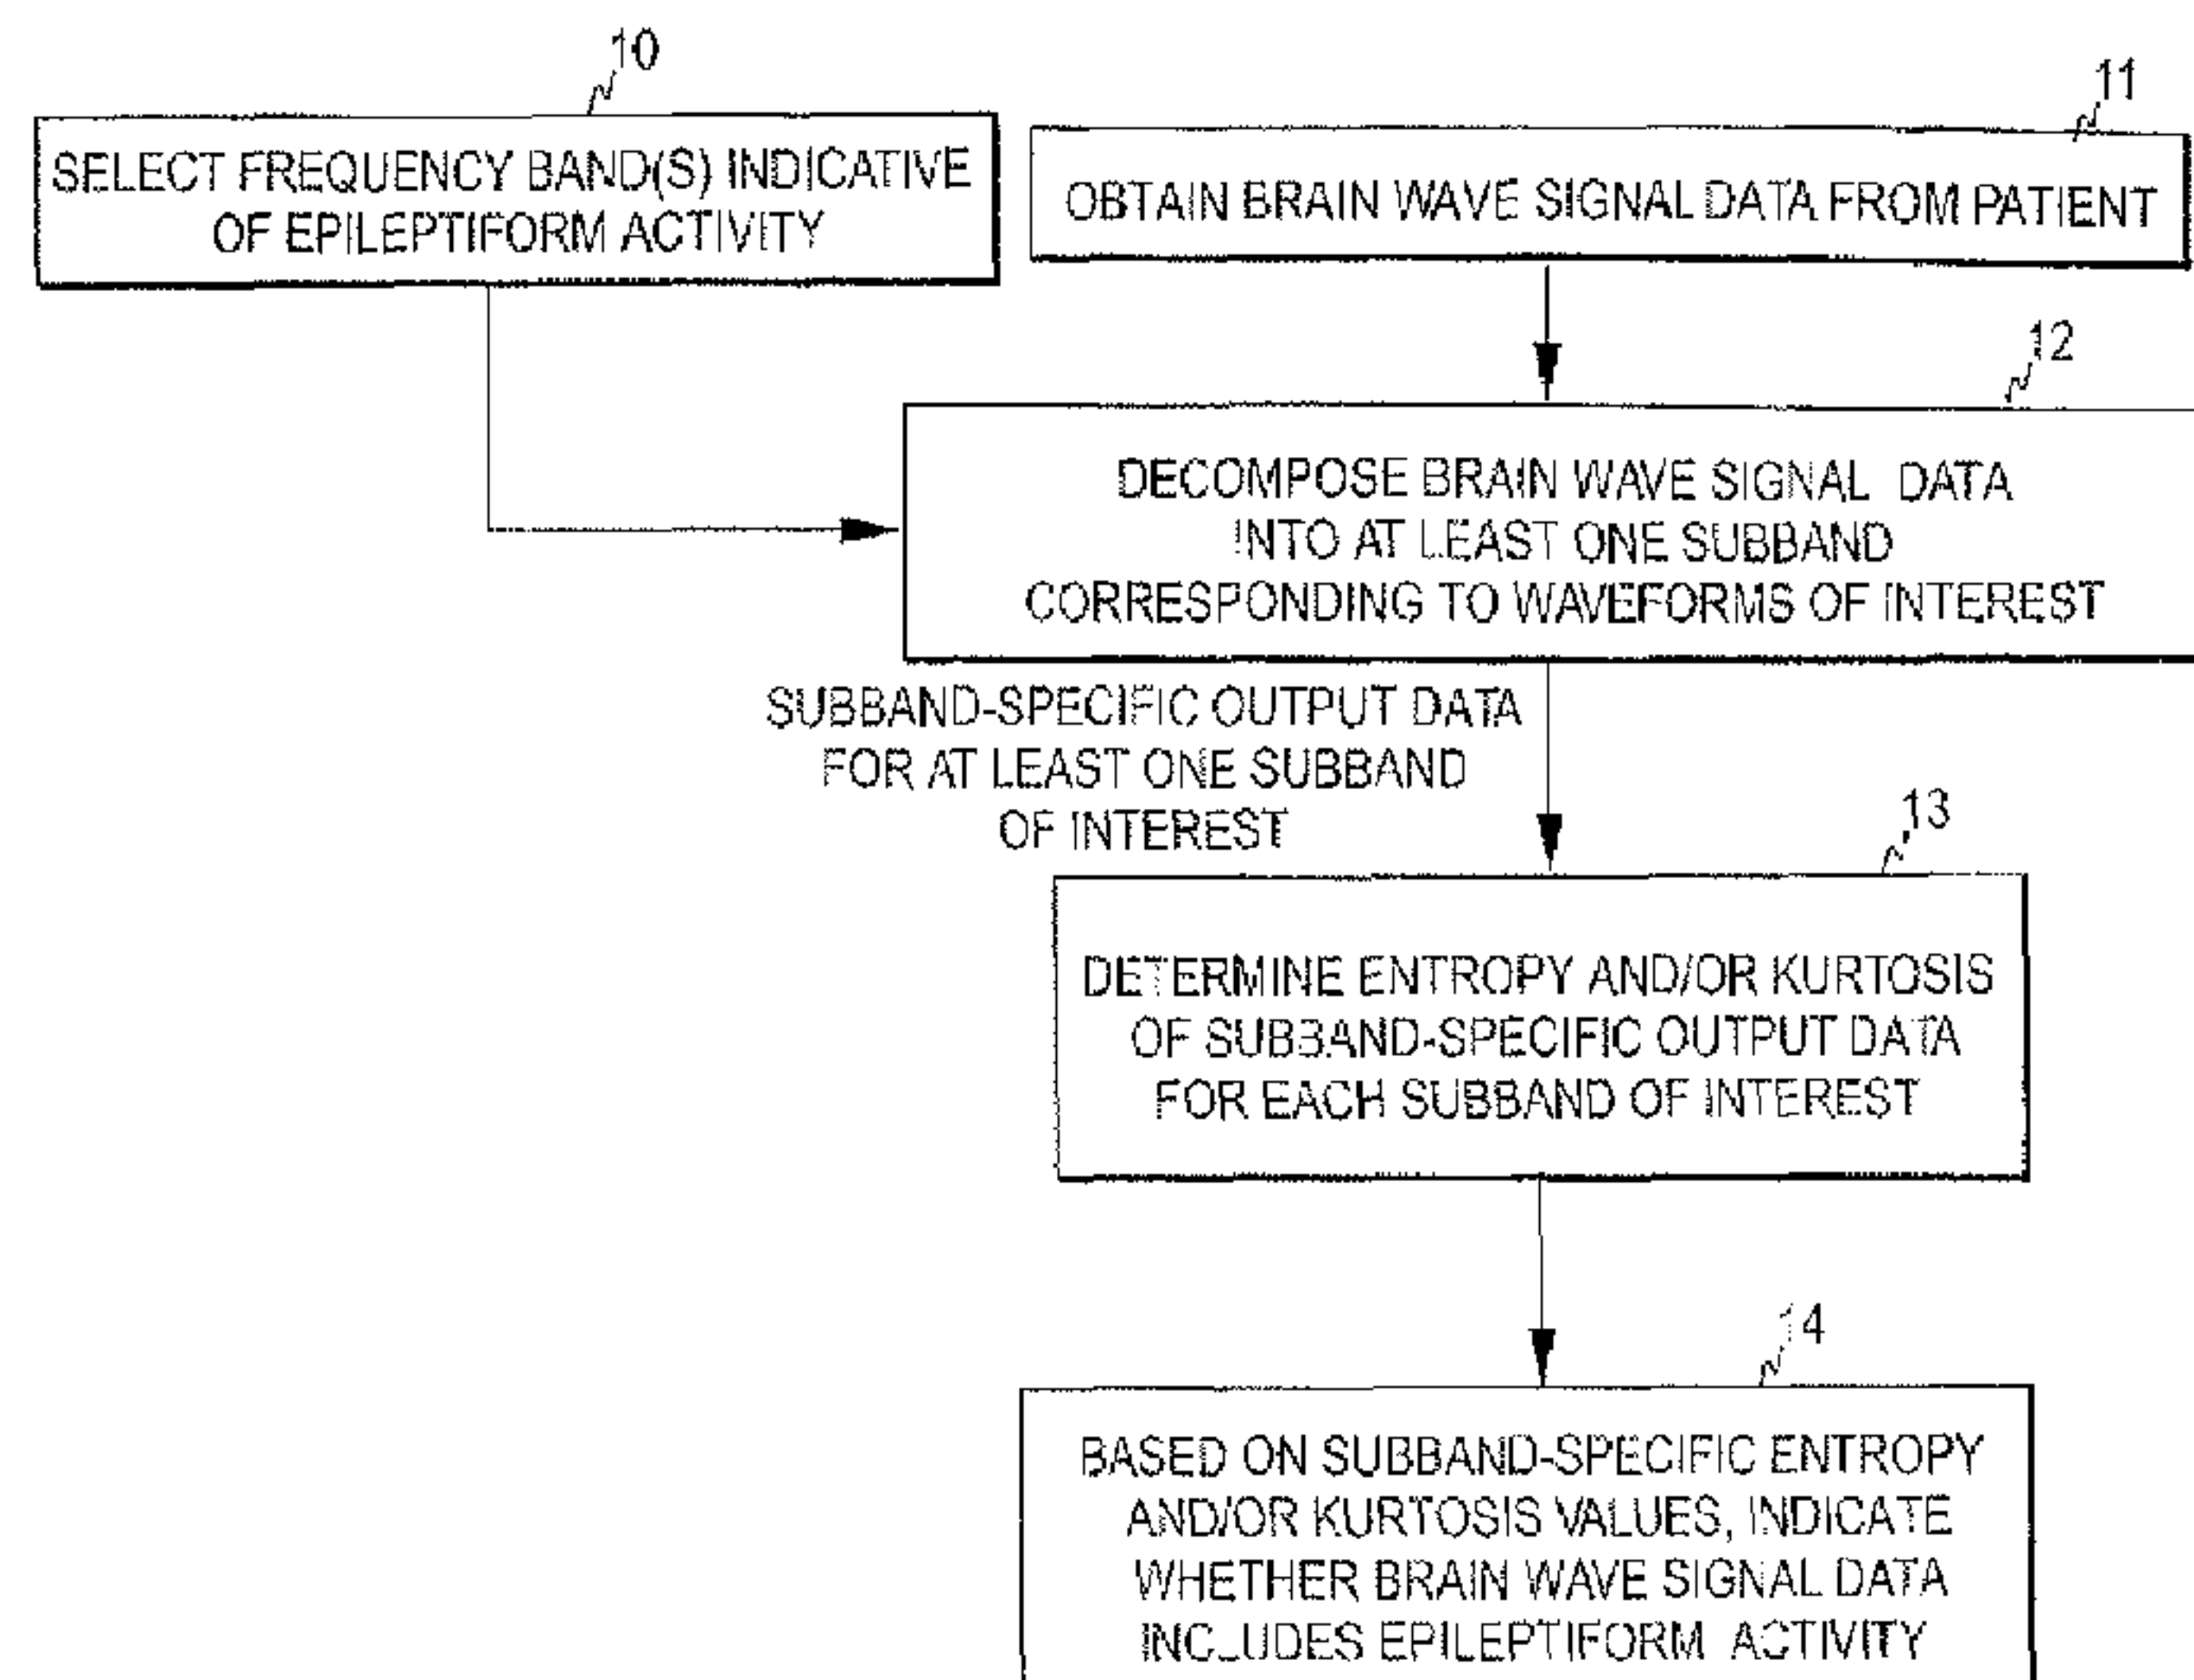 10
SELECT FREQUENCY BAND(S) INDICATIVE
OF EPILEPTIFORM ACTIVITY
11
OBTAIN BRAIN WAVE SIGNAL DATA FROM PATIENT
12
DECOMPOSE BRAIN WAVE SIGNAL DATA
INTO AT LEAST ONE SUBBAND
CORRESPONDING TO WAVEFORMS OF INTEREST
SUBBAND-SPECIFIC OUTPUT DATA
FOR AT LEAST ONE SUBBAND
OF INTEREST
13
DETERMINE ENTROPY AND/OR KURTOSIS
OF SUBBAND-SPECIFIC OUTPUT DATA
FOR EACH SUBBAND OF INTEREST
14
BASED ON SUBBAND-SPECIFIC ENTROPY
AND/OR KURTOSIS VALUES, INDICATE
WHETHER BRAIN WAVE SIGNAL DATA
INCLUDES EPILEPTIFORM ACTIVITY